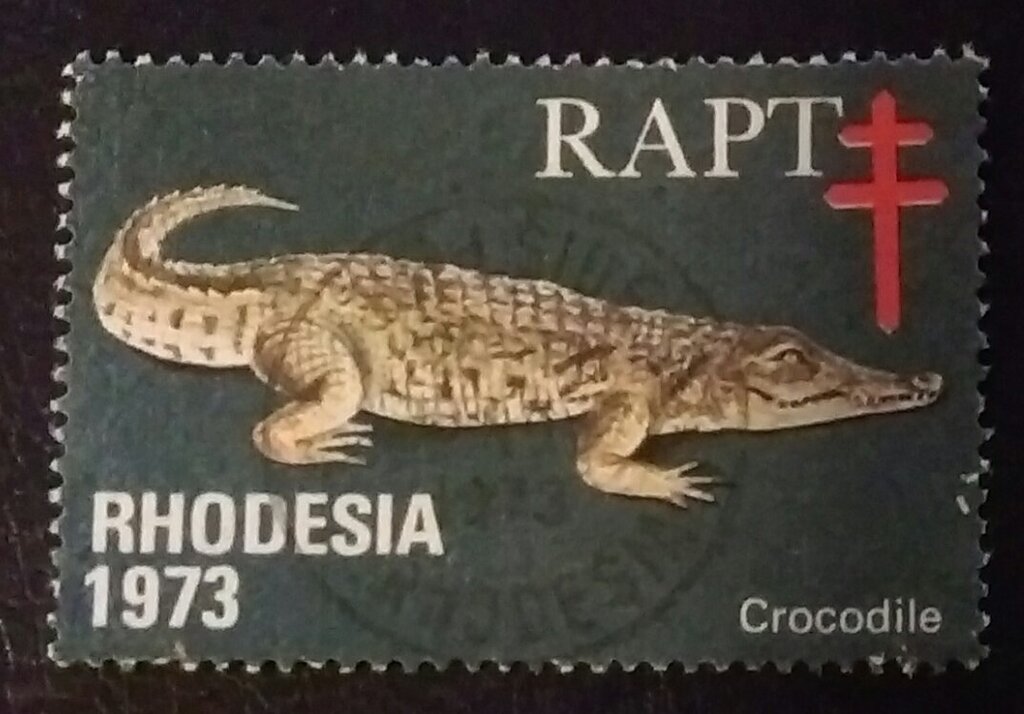 RAPT
RHODESIA
1973
Crocodile